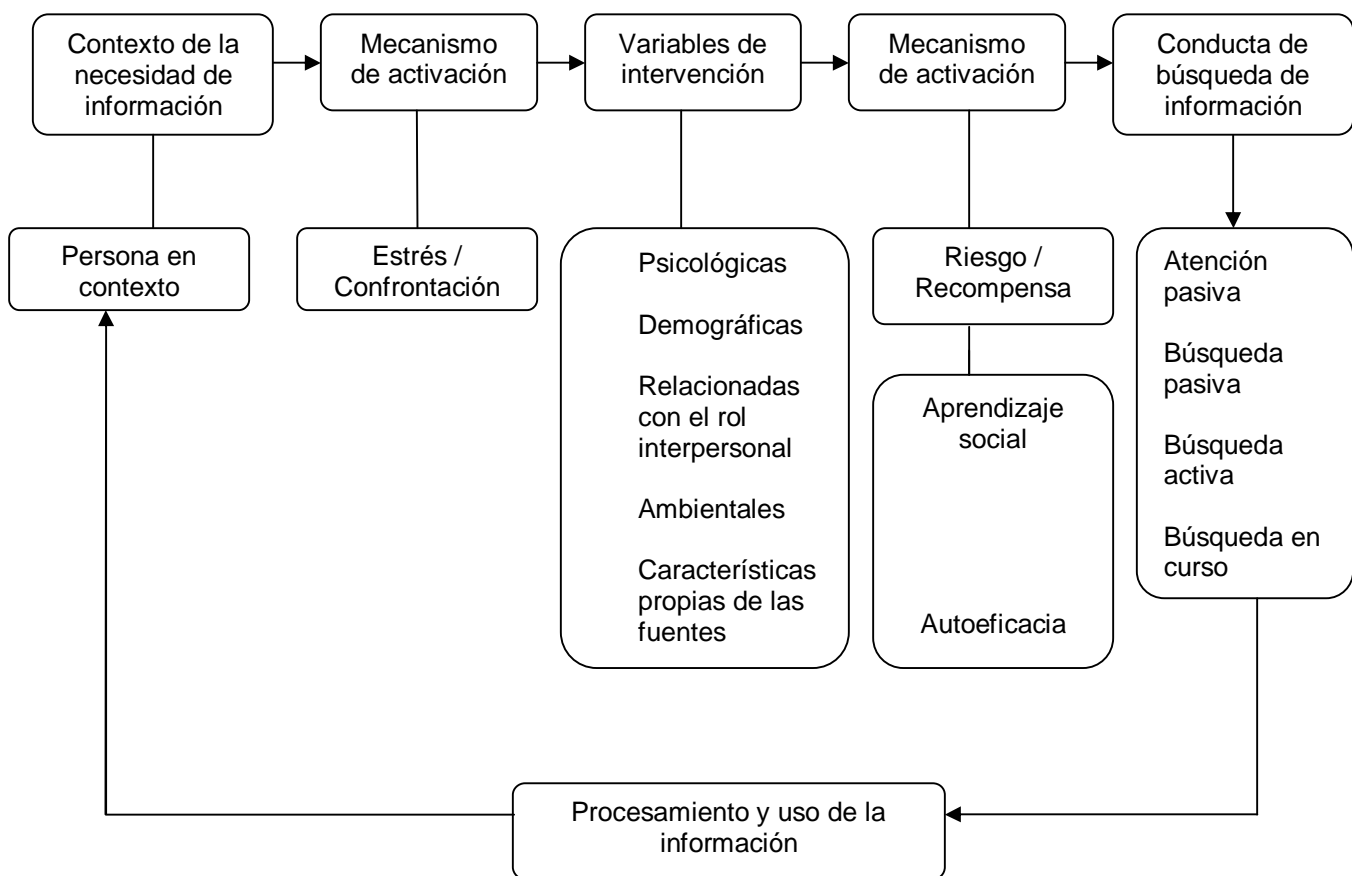 Contexto de la
necesidad de
información
Mecanismo
de activación
Variables de
intervención
Mecanismo
de activación
Conducta de
búsqueda de
información
Persona en
contexto
Estrés /
Confrontación
Psicológicas
Demográficas
Relacionadas
con el rol
interpersonal
Ambientales
Característícas
propias de las
fuentes
Riesgo /
Recompensa
Aprendizaje
social
Autoeficacia
Atención
pasiva
Búsqueda
pasiva
Búsqueda
activa
Búsqueda en
curso
Procesamiento y uso de la
información